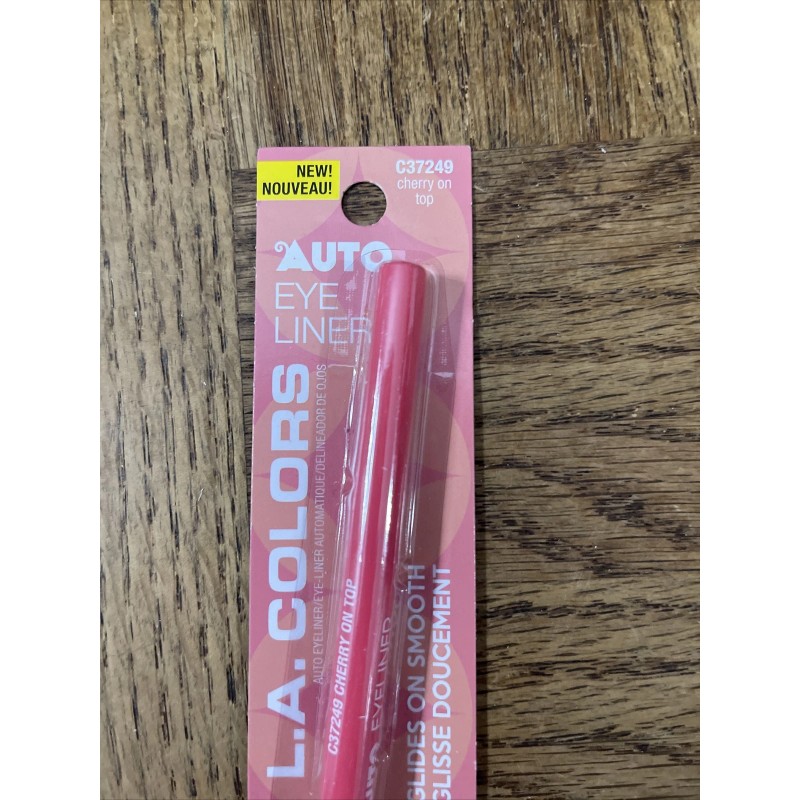 NEW!
NOUVEAU!
C37249
cherry on
top
AUTO
EYE
LINER
L.A. COLORS
AUTO EYELINER/EYE-LINER AUTOMATIQUE/DELINEADOR DE OJOS
C37249 CHERRY ON TOP
AUTO EYELINER
GLIDES ON SMOOTH
GLISSE DOUCEMENT